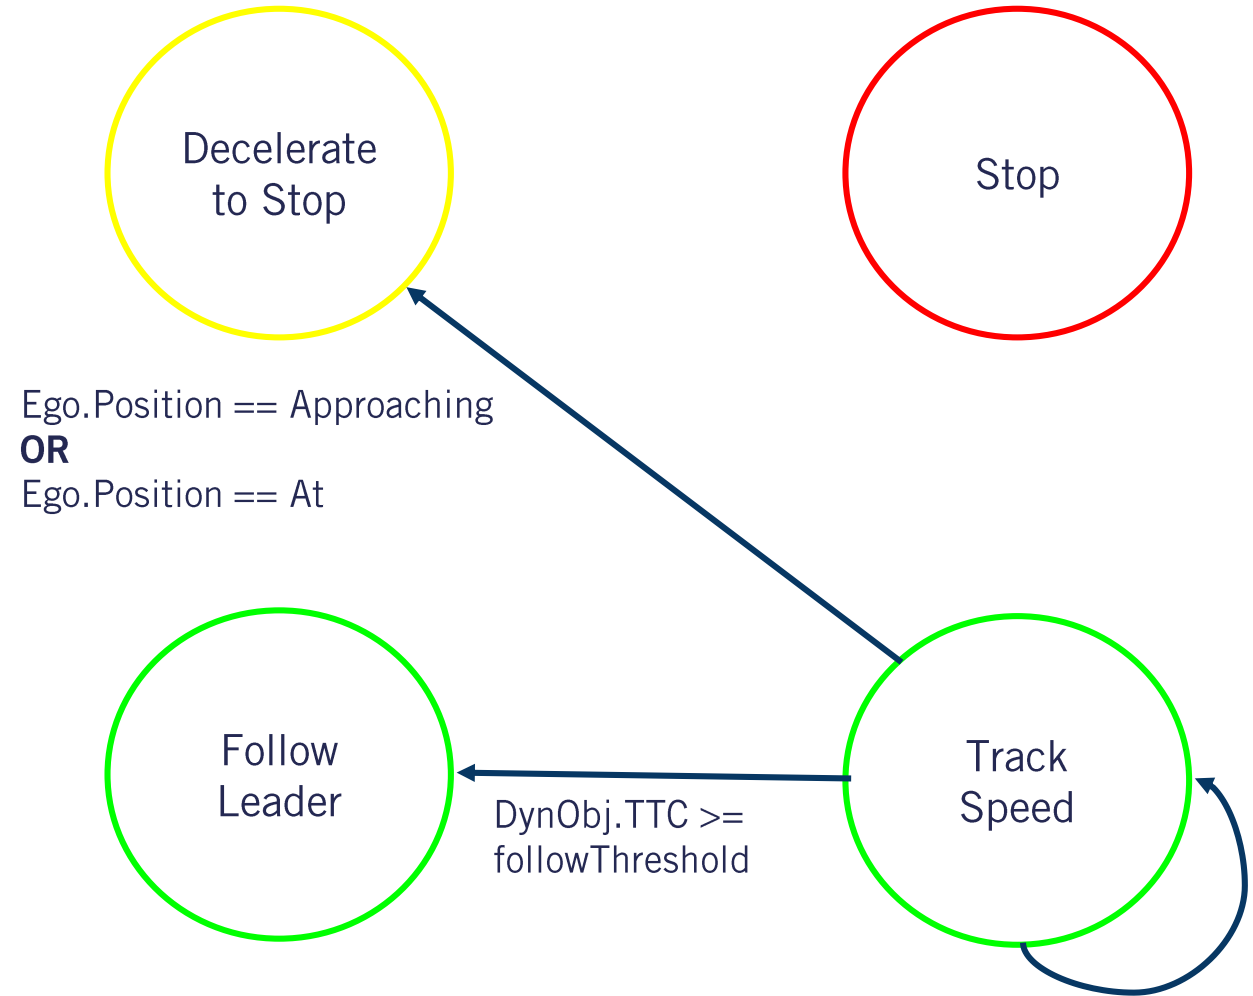 Decelerate
to Stop
Stop
Ego.Position == Approaching
OR
Ego.Position == At
Follow
Leader
DynObj.TTC >=
followThreshold
Track
Speed